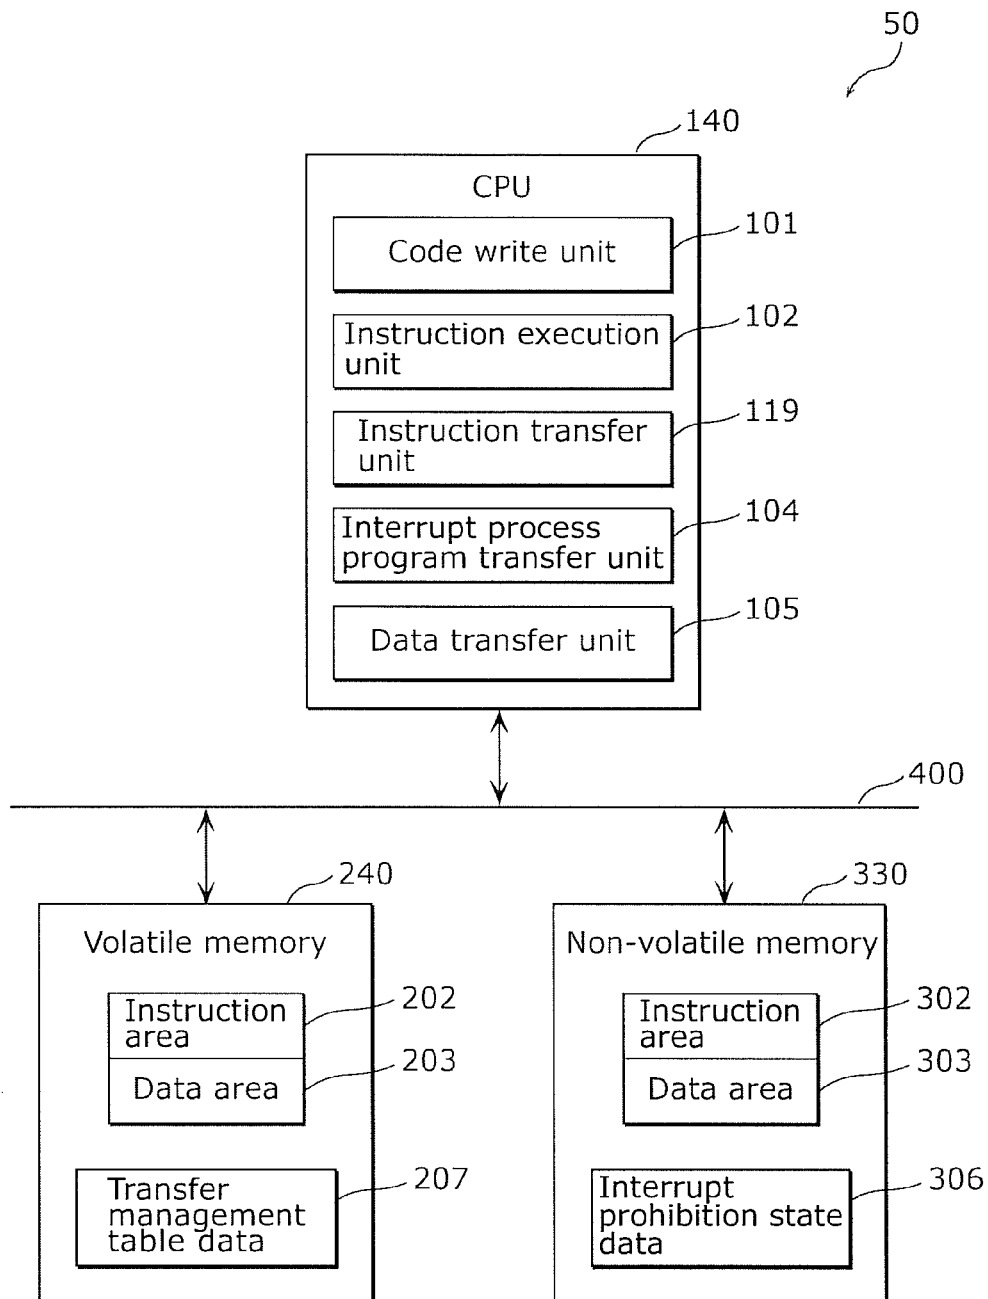 50
140
CPU
101
Code write unit
102
Instruction execution
unit
119
Instruction transfer
unit
104
Interrupt process
program transfer unit
105
Data transfer unit
400
240
Volatile memory
202
Instruction
area
203
Data area
207
Transfer
management
table data
330
Non-volatile memory
302
Instruction
area
303
Data area
306
Interrupt
prohibition state
data